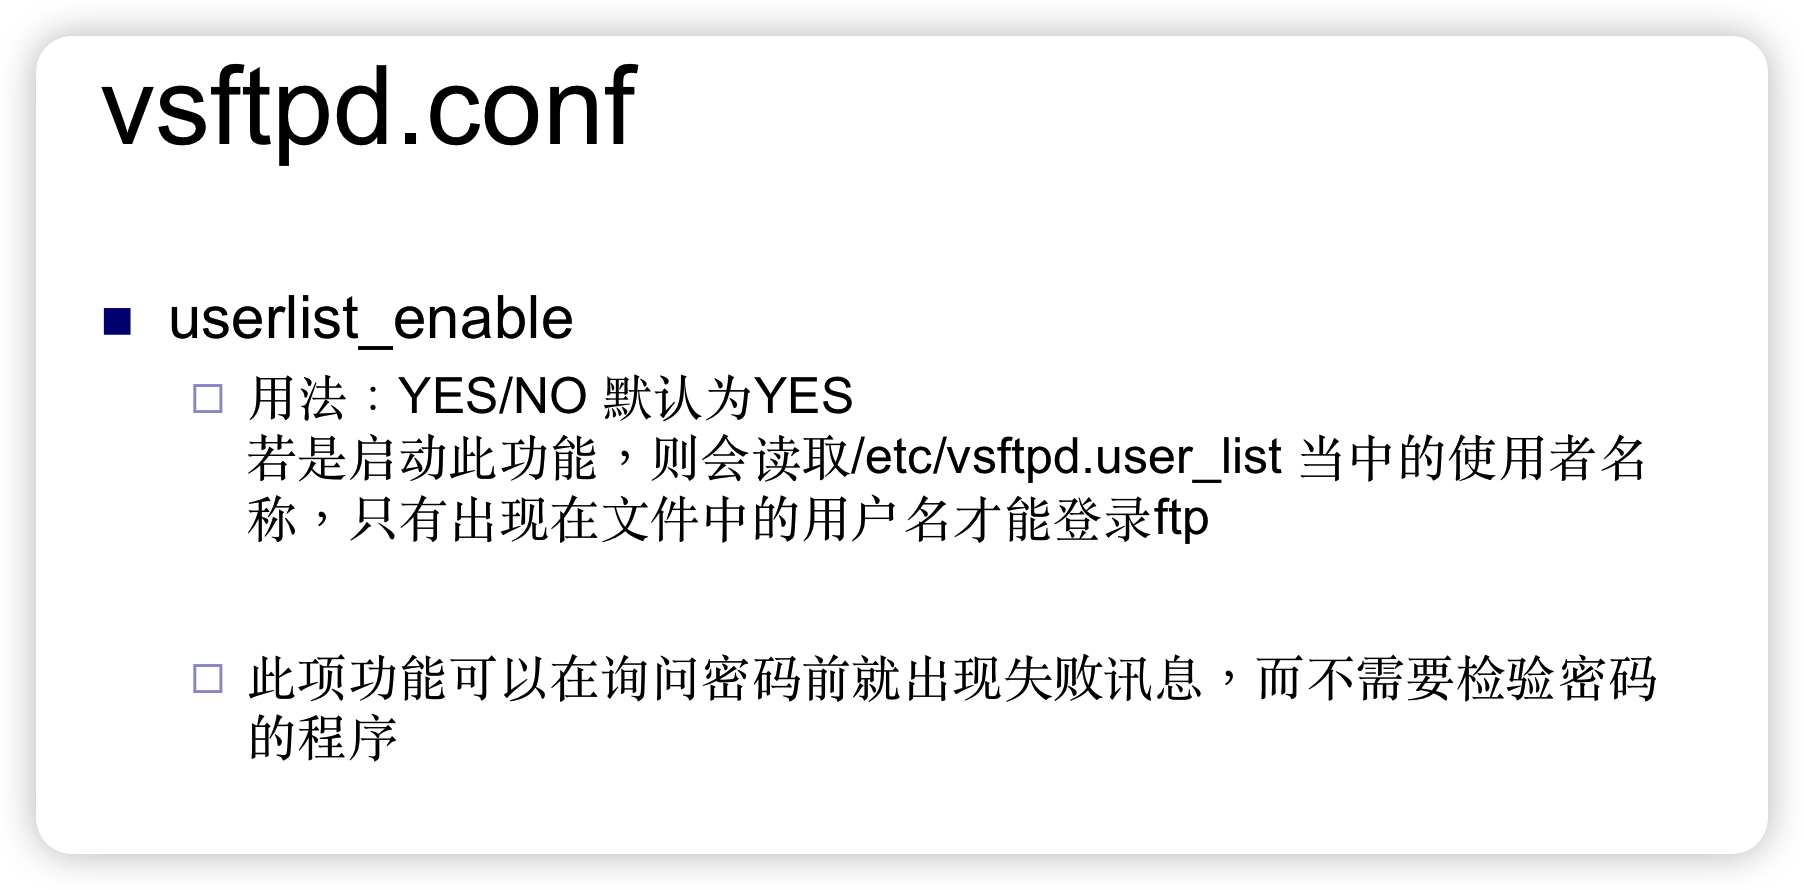 vsftpd.conf
userlist_enable
用法：YES/NO 默认为YES
若是启动此功能，则会读取/etc/vsftpd.user_list 当中的使用者名
称，只有出现在文件中的用户名才能登录ftp
此项功能可以在询问密码前就出现失败讯息，而不需要检验密码
的程序